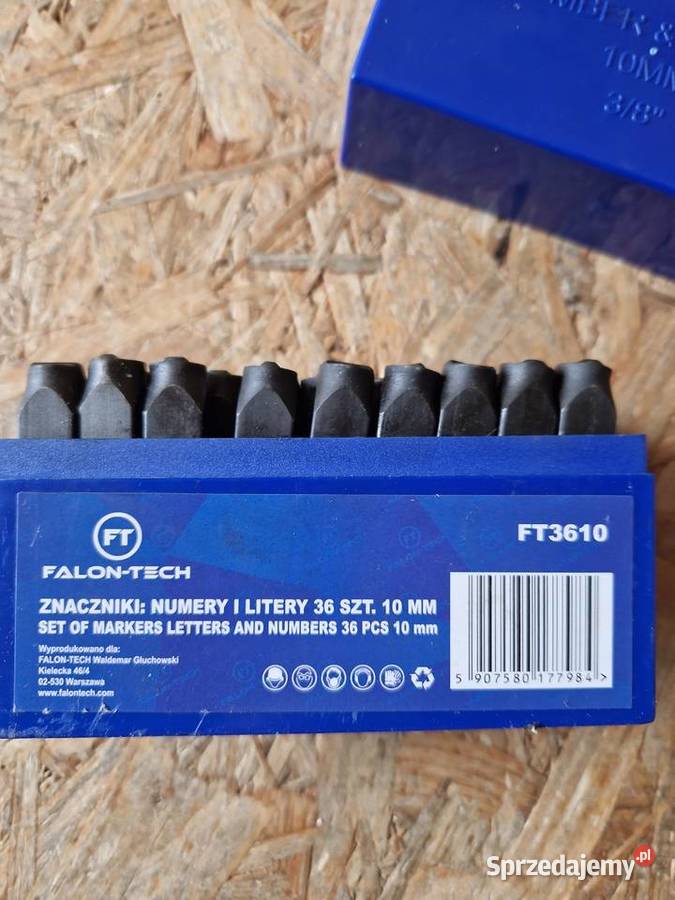 MBER &
10MM
3/8"
FT
FALON-TECH
FT3610
ZNACZNIKI: NUMERY I LITERY 36 SZT. 10 MM
SET OF MARKERS LETTERS AND NUMBERS 36 PCS 10 mm
Wyprodukowano dla:
FALON-TECH Waldemar Głuchowski
Kielecka 46/4
02-530 Warszawa
www.falontech.com
5 907580 177984 >
Sprzedajemy.pl